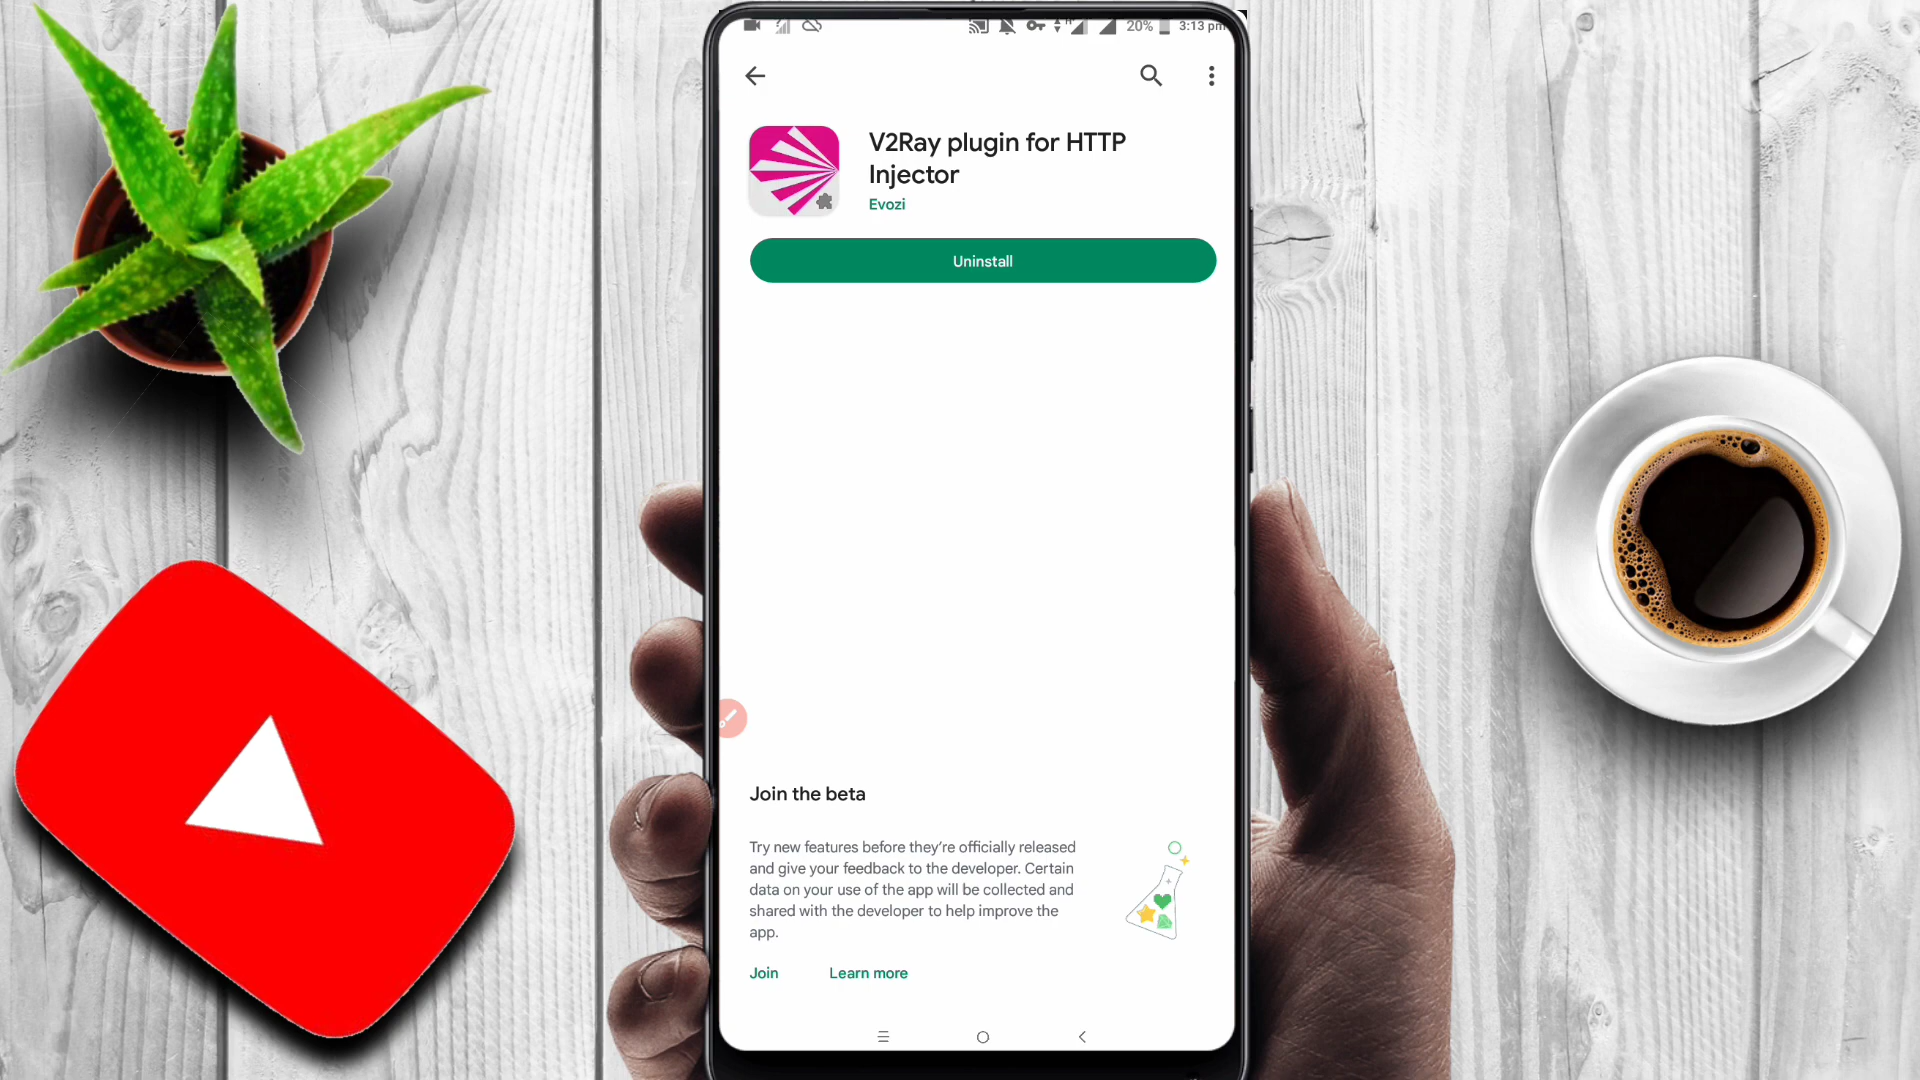 20% 3:13 pm
V2Ray plugin for HTTP
Injector
Evozi
Uninstall
Join the beta
Try new features before they're officially released
and give your feedback to the developer. Certain
data on your use of the app will be collected and
shared with the developer to help improve the
app.
Join Learn more